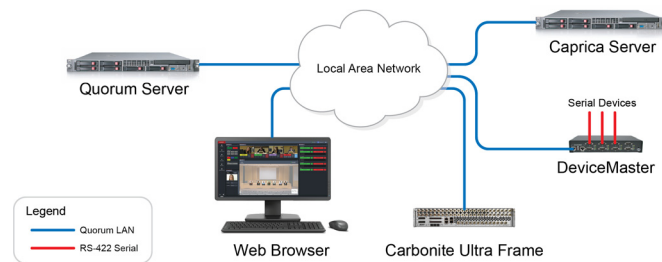 Local Area Network
Caprica Server
Quorum Server
Serial Devices
DeviceMaster
Legend
Quorum LAN
RS-422 Serial
Web Browser
Carbonite Ultra Frame